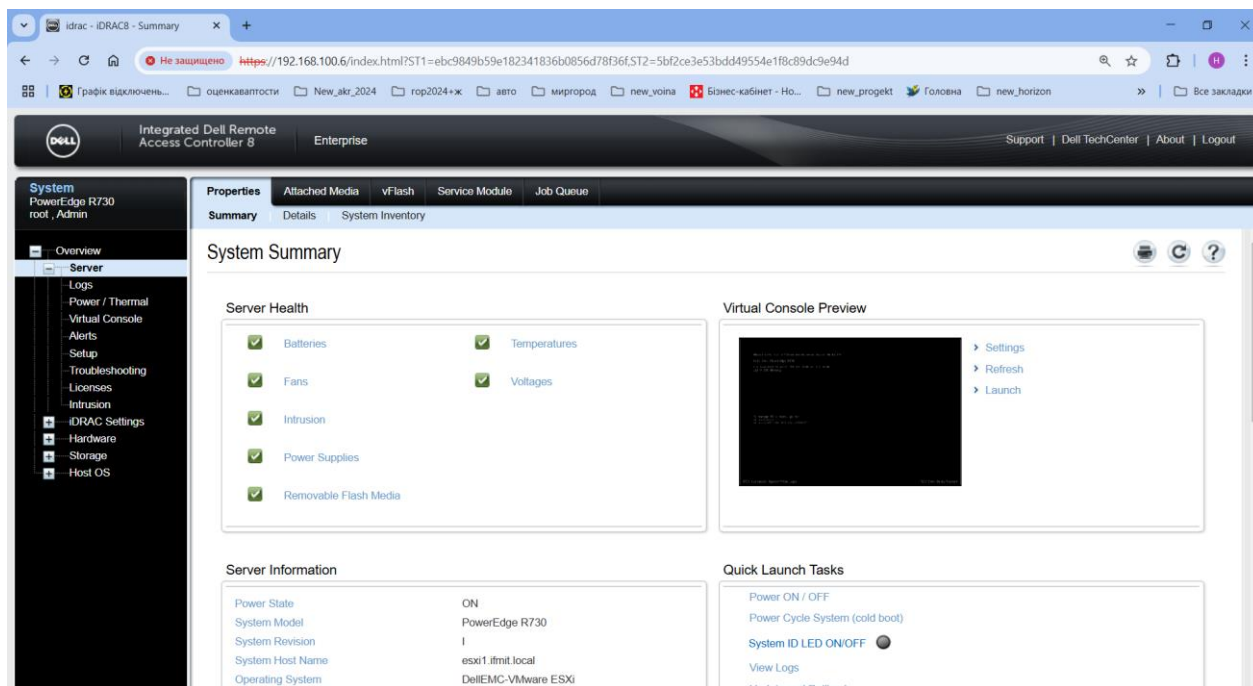 idrac - iDRAC8 - Summary
Не защищено https://192.168.100.6/index.html?ST1=ebc9849b59e182341836b0856d78f36f,ST2=5bf2ce3e53bdd49554e1f8c89dc9e94d
Графік відключень... оценкаваптости New_akr_2024 гор2024+ж авто миргород new_voina Бізнес-кабінет - Но... new_progekt Головна new_horizon » Все закладки
DELL
Integrated Dell Remote
Access Controller 8
Enterprise
Support | Dell TechCenter | About | Logout
System
PowerEdge R730
root , Admin
Properties Attached Media vFlash Service Module Job Queue
Summary Details System Inventory
Overview
Server
Logs
Power / Thermal
Virtual Console
Alerts
Setup
Troubleshooting
Licenses
Intrusion
iDRAC Settings
Hardware
Storage
Host OS
System Summary
Server Health
Batteries Temperatures
Fans Voltages
Intrusion
Power Supplies
Removable Flash Media
Virtual Console Preview
Settings
Refresh
Launch
Server Information
Power State ON
System Model PowerEdge R730
System Revision I
System Host Name esxi1.ifmit.local
Operating System DellEMC-VMware ESXi
Quick Launch Tasks
Power ON / OFF
Power Cycle System (cold boot)
System ID LED ON/OFF
View Logs